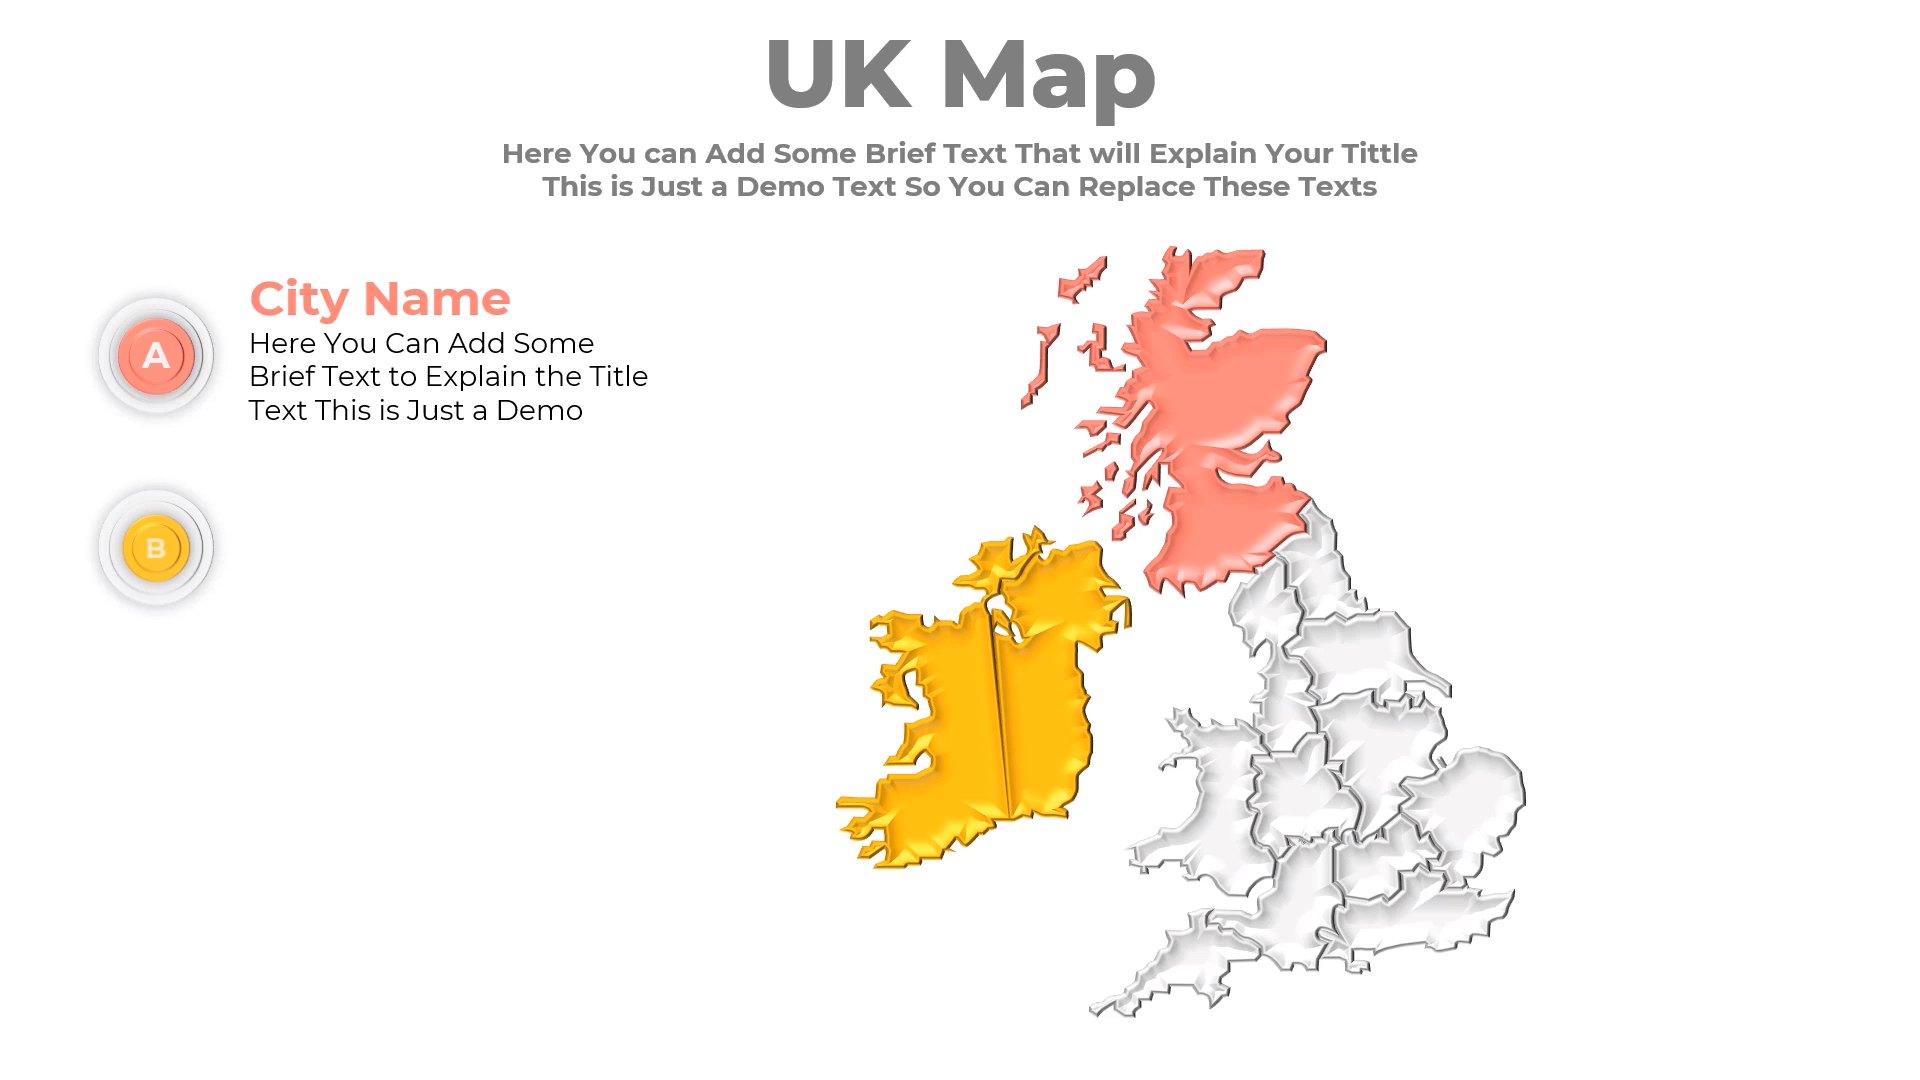 UK Map
Here You can Add Some Brief Text That will Explain Your Tittle
This is Just a Demo Text So You Can Replace These Texts
A
City Name
Here You Can Add Some
Brief Text to Explain the Title
Text This is Just a Demo
B